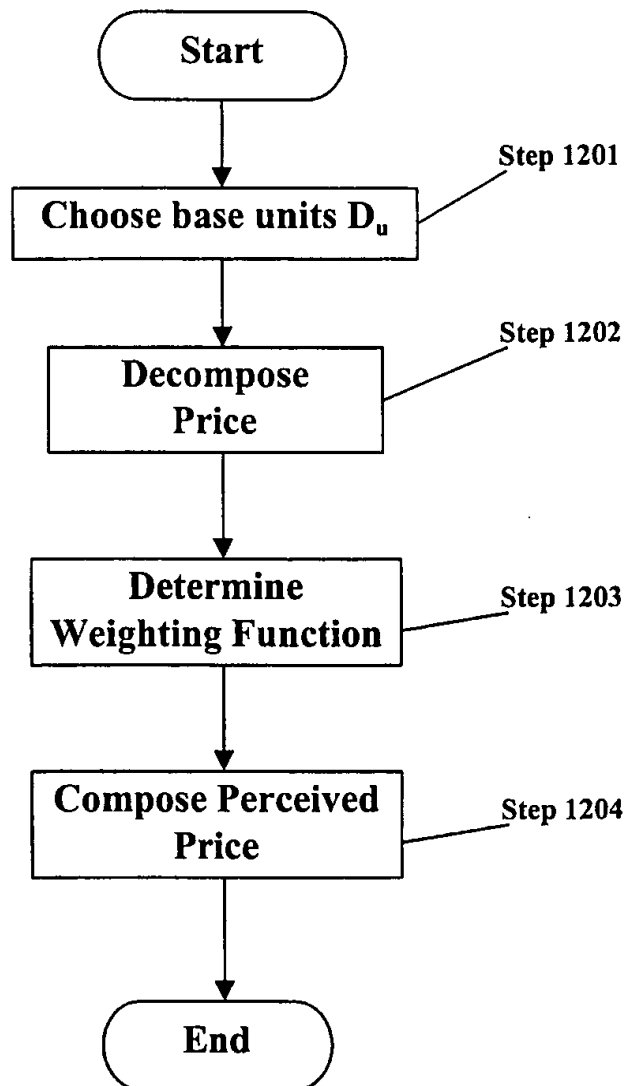 Start
Step 1201
Choose base units Du
Step 1202
Decompose
Price
Determine
Weighting Function
Step 1203
Compose Perceived
Price
Step 1204
End